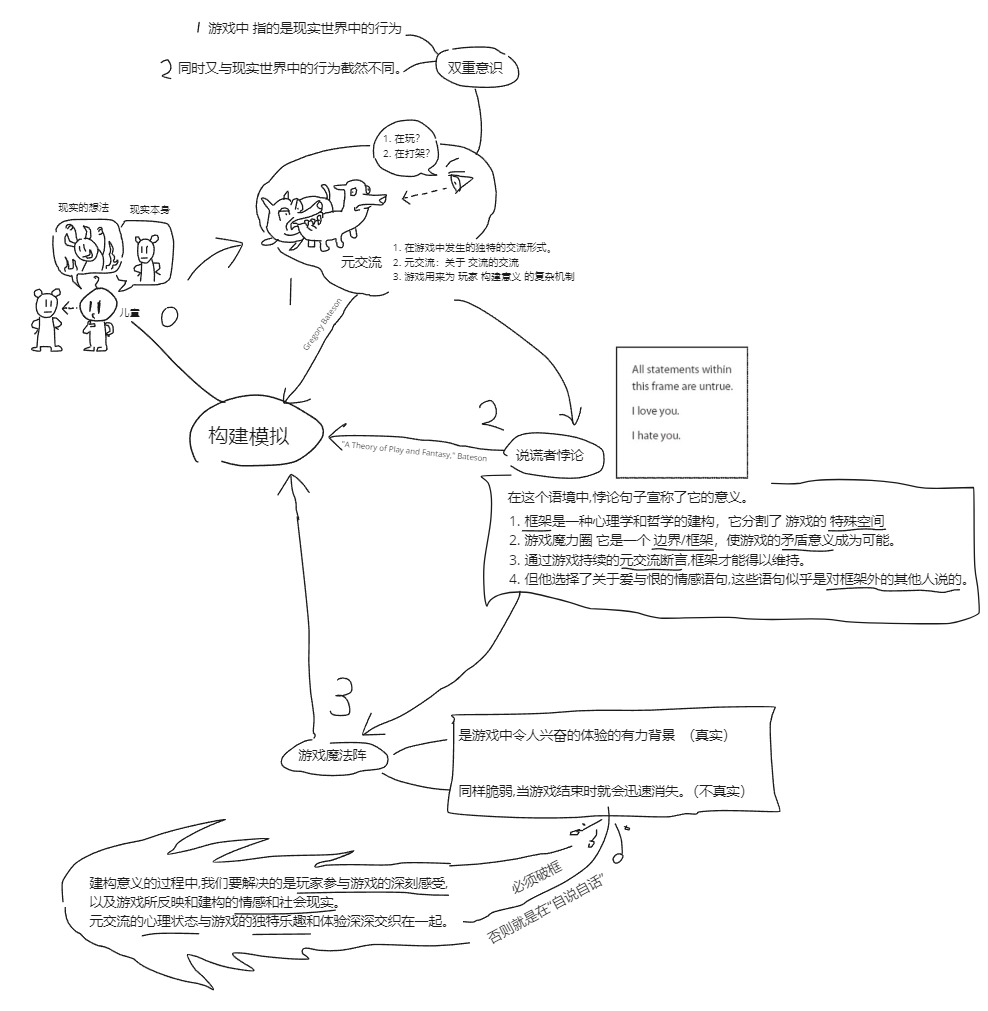 1 游戏中 指的是现实世界中的行为
2 同时又与现实世界中的行为截然不同。
双重意识
1. 在玩?
2. 在打架?
现实的想法
现实本身
儿童
0
元交流
1. 在游戏中发生的独特的交流形式。
2. 元交流：关于 交流的交流
3. 游戏用来为 玩家 构建意义 的复杂机制
1
Gregory Bateson
构建模拟
2
"A Theory of Play and Fantasy," Bateson
说谎者悖论
All statements within
this frame are untrue.
I love you.
I hate you.
在这个语境中,悖论句子宣称了它的意义。
1. 框架是一种心理学和哲学的建构，它分割了 游戏的 特殊空间
2. 游戏魔力圈 它是一个 边界/框架，使游戏的矛盾意义成为可能。
3. 通过游戏持续的元交流断言,框架才能得以维持。
4. 但他选择了关于爱与恨的情感语句,这些语句似乎是对框架外的其他人说的。
3
游戏魔法阵
是游戏中令人兴奋的体验的有力背景 （真实）
同样脆弱,当游戏结束时就会迅速消失。（不真实）
必须破框
否则就是在“自说自话”
建构意义的过程中,我们要解决的是玩家参与游戏的深刻感受,
以及游戏所反映和建构的情感和社会现实。
元交流的心理状态与游戏的独特乐趣和体验深深交织在一起。